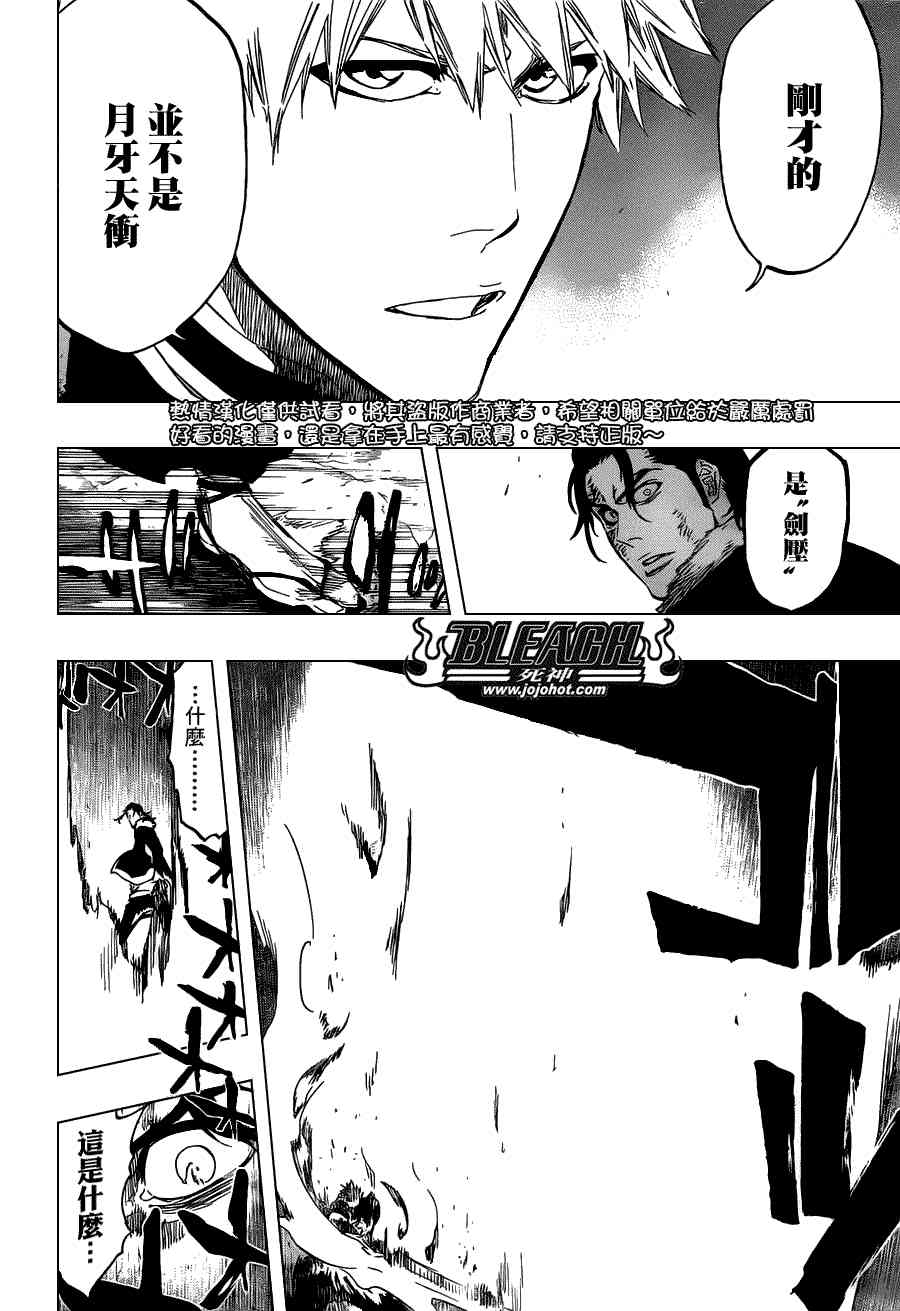 剛才的
並不是
月牙天衝
熱情漢化僅供試看，將其盜版作商業者，希望相關單位給於嚴厲處罰
好看的漫畫，還是拿在手上最有感覺，請支持正版～
是〝劍壓〞
BLEACH
死神
www.jojohot.com
…什麼………
這是什麼…